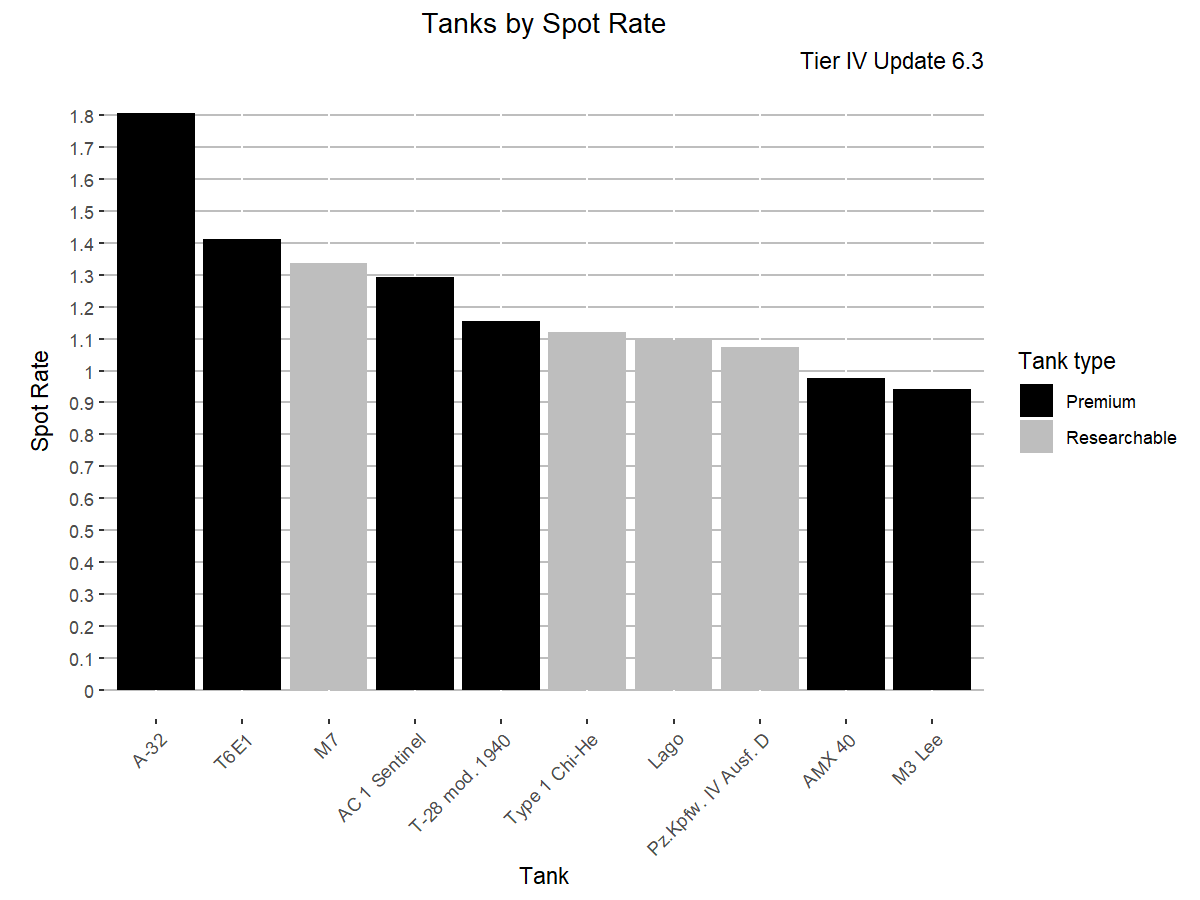 Tanks by Spot Rate
Tier IV Update 6.3
Spot Rate
1.8
1.7
1.6
1.5
1.4
1.3
1.2
1.1
1
0.9
0.8
0.7
0.6
0.5
0.4
0.3
0.2
0.1
0
A-32
T6E1
M7
AC 1 Sentinel
T-28 mod. 1940
Type 1 Chi-He
Lago
Pz.Kpfw. IV Ausf. D
AMX 40
M3 Lee
Tank
Tank type
Premium
Researchable